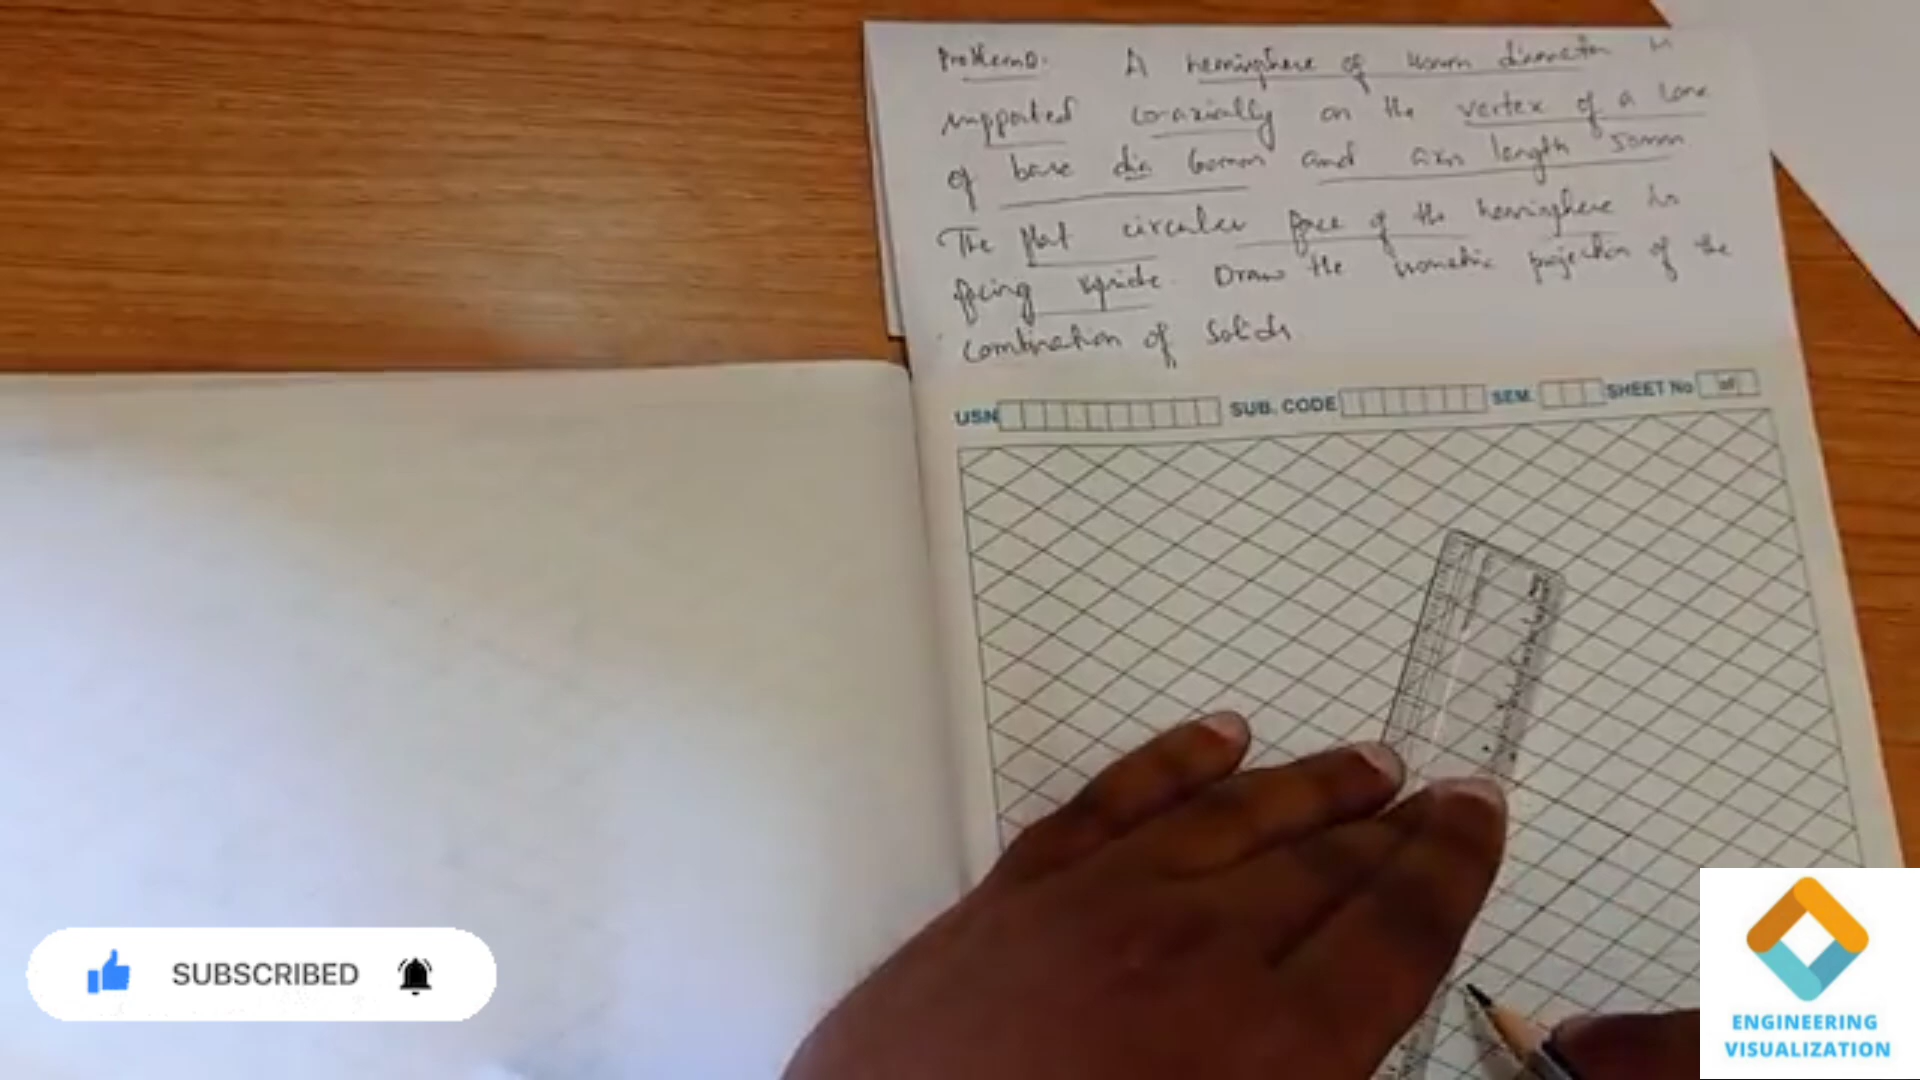 Problem 2. A hemisphere of 40mm diameter is
supported co-axially on the vertex of a cone
of base dia 60mm and axis length 50mm
The flat circular face of the hemisphere is
facing upside. Draw the isometric projection of the
combination of solids
USN SUB. CODE SEM. SHEET No of
SUBSCRIBED
ENGINEERING
VISUALIZATION